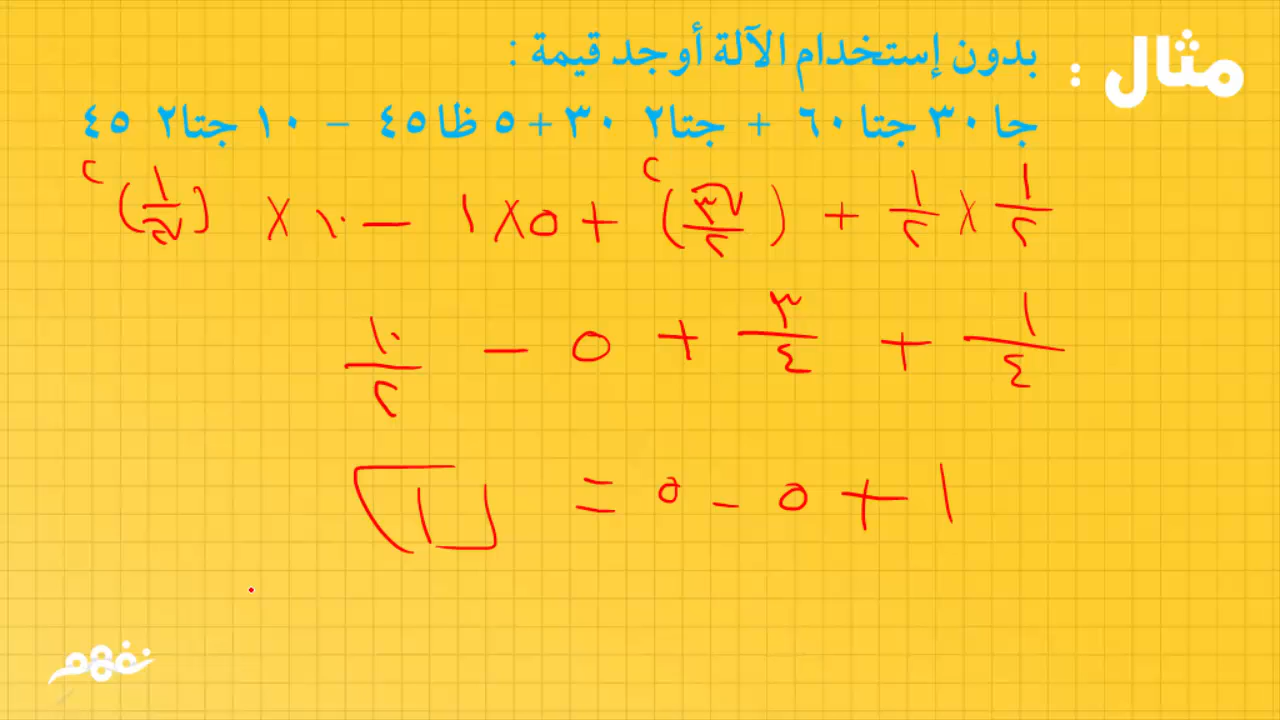 مثال : بدون إستخدام الآلة أوجد قيمة :
جا ٣٠ جتا ٦٠ + جتا٢ ٣٠ + ٥ ظا ٤٥ – ١٠ جتا٢ ٤٥
١/٢ × ١/٢ + (√٣/٢)^٢ + ٥ × ١ – ١٠ × (١/√٢)^٢
١/٤ + ٣/٤ + ٥ – ١٠/٢
١ + ٥ – ٥ = ١
نفهم